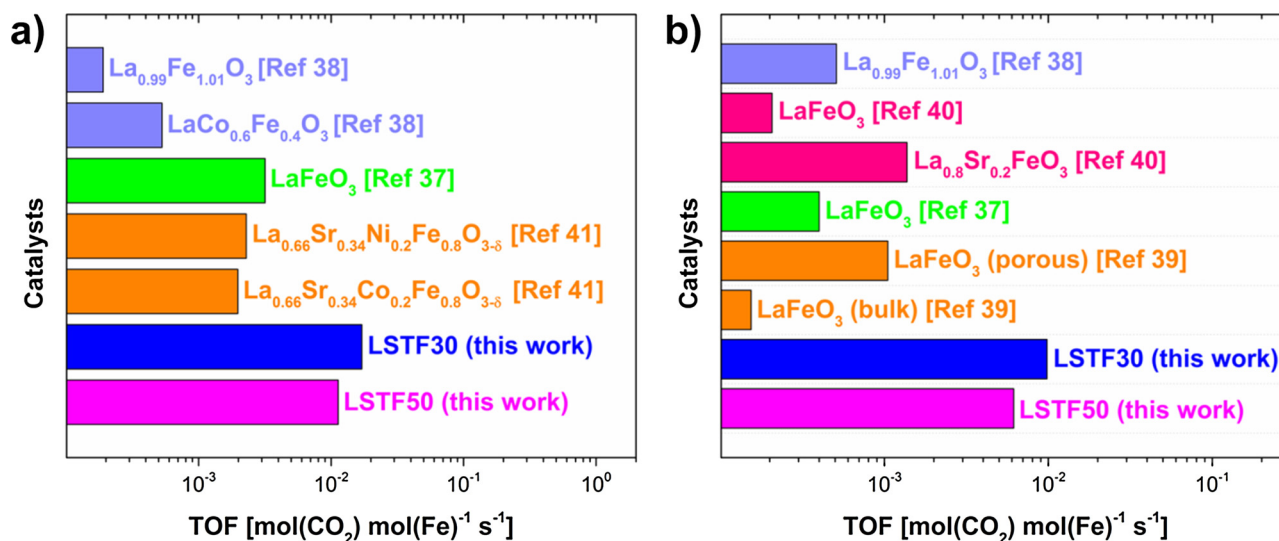 a)
La₀.₉₉Fe₁.₀₁O₃ [Ref 38]
LaCo₀.₆Fe₀.₄O₃ [Ref 38]
LaFeO₃ [Ref 37]
La₀.₆₆Sr₀.₃₄Ni₀.₂Fe₀.₈O₃₋δ [Ref 41]
La₀.₆₆Sr₀.₃₄Co₀.₂Fe₀.₈O₃₋δ [Ref 41]
LSTF30 (this work)
LSTF50 (this work)
Catalysts
10⁻³ 10⁻² 10⁻¹ 10⁰
TOF [mol(CO₂) mol(Fe)⁻¹ s⁻¹]
b)
La₀.₉₉Fe₁.₀₁O₃ [Ref 38]
LaFeO₃ [Ref 40]
La₀.₈Sr₀.₂FeO₃ [Ref 40]
LaFeO₃ [Ref 37]
LaFeO₃ (porous) [Ref 39]
LaFeO₃ (bulk) [Ref 39]
LSTF30 (this work)
LSTF50 (this work)
Catalysts
10⁻³ 10⁻² 10⁻¹
TOF [mol(CO₂) mol(Fe)⁻¹ s⁻¹]